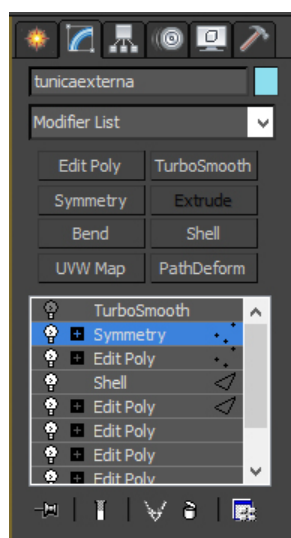 tunicaexterna
Modifier List
Edit Poly TurboSmooth
Symmetry Extrude
Bend Shell
UVW Map PathDeform
TurboSmooth
Symmetry
Edit Poly
Shell
Edit Poly
Edit Poly
Edit Poly
Edit Poly